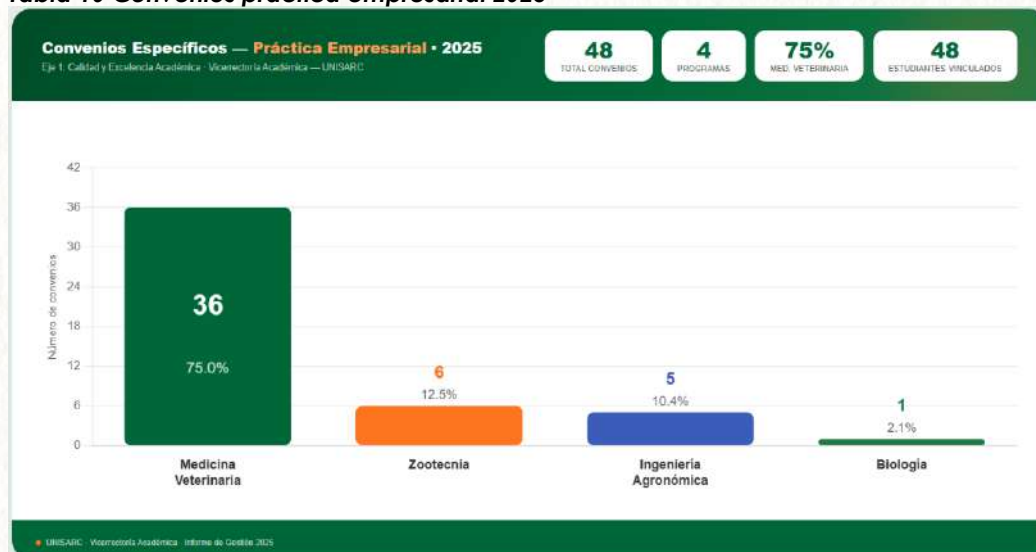 Convenios Específicos — Práctica Empresarial • 2025
Eje 1: Calidad y Excelencia Académica · Vicerrectoría Académica — UNISARC
48
TOTAL CONVENIOS
4
PROGRAMAS
75%
MED. VETERINARIA
48
ESTUDIANTES VINCULADOS
Número de convenios
42
36
30
24
18
12
6
0
36
75.0%
6
12.5%
5
10.4%
1
2.1%
Medicina
Veterinaria
Zootecnia
Ingeniería
Agronómica
Biología
UNISARC · Vicerrectoría Académica · Informe de Gestión 2025